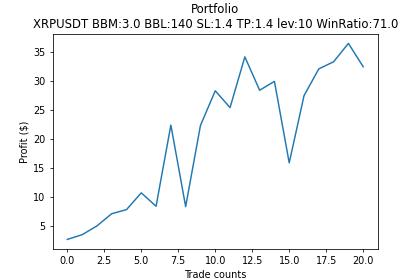 Portfolio
XRPUSDT BBM:3.0 BBL:140 SL:1.4 TP:1.4 lev:10 WinRatio:71.0
35
30
25
20
15
10
5
Profit ($)
0.0 2.5 5.0 7.5 10.0 12.5 15.0 17.5 20.0
Trade counts